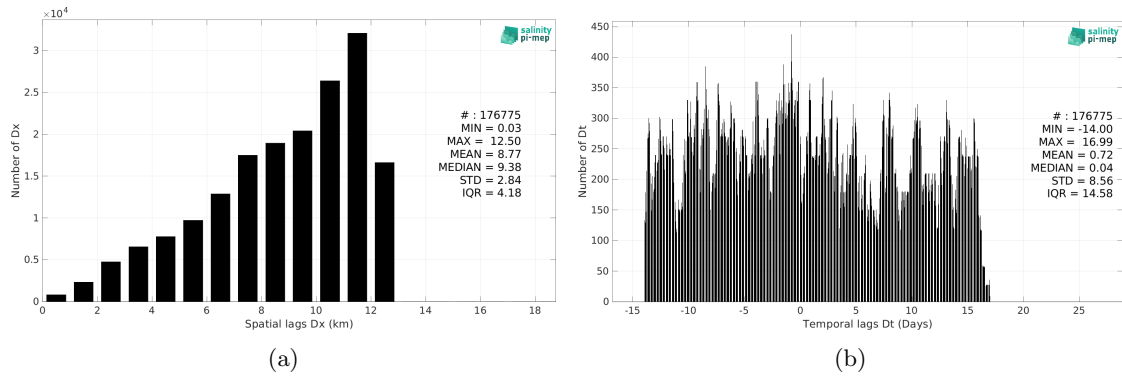 ×10^4
3
2.5
2
1.5
1
0.5
0
Number of Dx
0 2 4 6 8 10 12 14 16 18
Spatial lags Dx (km)
salinity
pi-mep
# : 176775
MIN = 0.03
MAX = 12.50
MEAN = 8.77
MEDIAN = 9.38
STD = 2.84
IQR = 4.18
(a)
450
400
350
300
250
200
150
100
50
0
Number of Dt
-15 -10 -5 0 5 10 15 20 25
Temporal lags Dt (Days)
salinity
pi-mep
# : 176775
MIN = -14.00
MAX = 16.99
MEAN = 0.72
MEDIAN = 0.04
STD = 8.56
IQR = 14.58
(b)